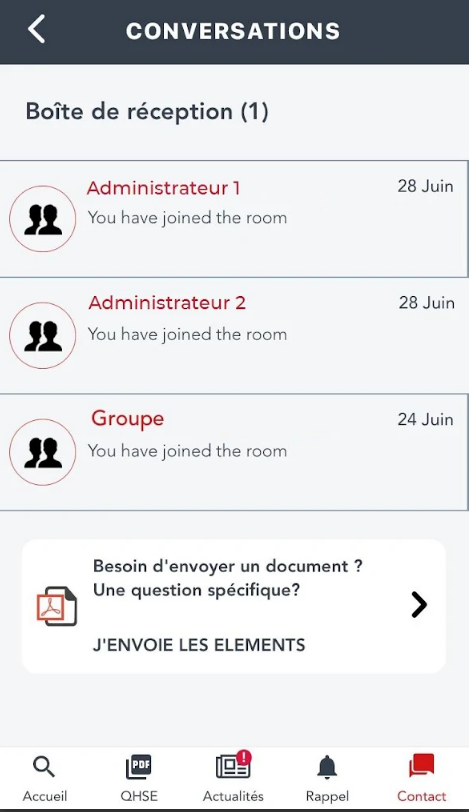 CONVERSATIONS
Boîte de réception (1)
Administrateur 1
28 Juin
You have joined the room
Administrateur 2
28 Juin
You have joined the room
Groupe
24 Juin
You have joined the room
Besoin d'envoyer un document ?
Une question spécifique?
J'ENVOIE LES ELEMENTS
PDF
!
Accueil
QHSE
Actualités
Rappel
Contact